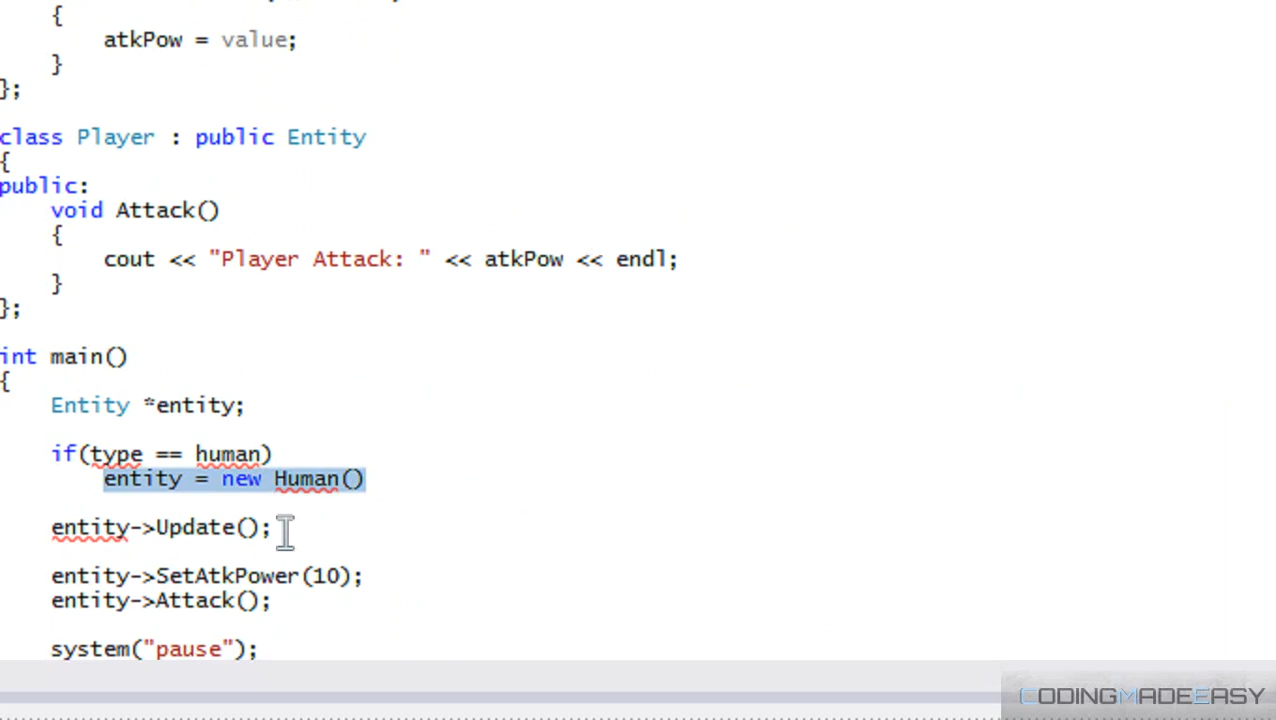 {
atkPow = value;
}
};
class Player : public Entity
{
public:
void Attack()
{
cout << "Player Attack: " << atkPow << endl;
}
};
int main()
{
Entity *entity;
if(type == human)
entity = new Human()
entity->Update();
entity->SetAtkPower(10);
entity->Attack();
system("pause");
CODINGMADEEASY